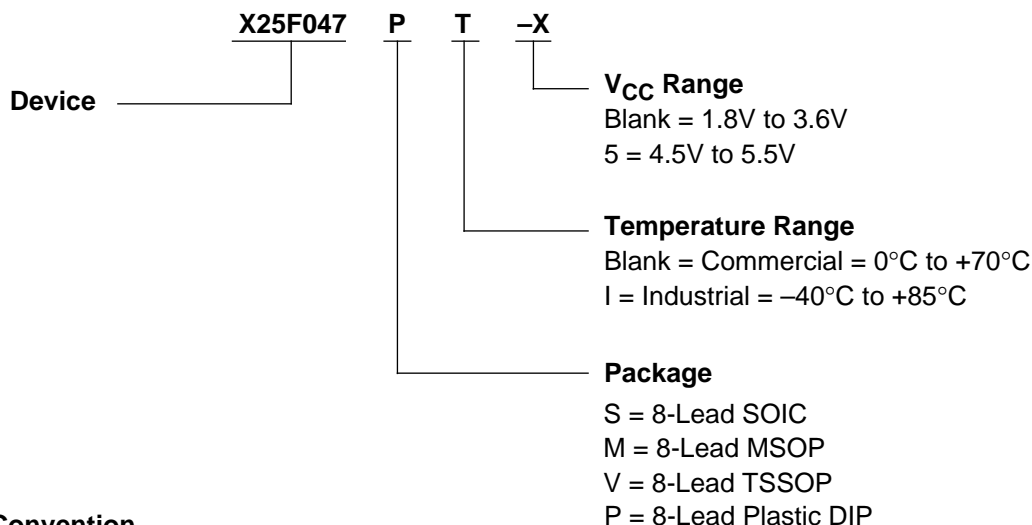 X25F047 P T –X
Device
VCC Range
Blank = 1.8V to 3.6V
5 = 4.5V to 5.5V
Temperature Range
Blank = Commercial = 0°C to +70°C
I = Industrial = –40°C to +85°C
Package
S = 8-Lead SOIC
M = 8-Lead MSOP
V = 8-Lead TSSOP
P = 8-Lead Plastic DIP
Convention